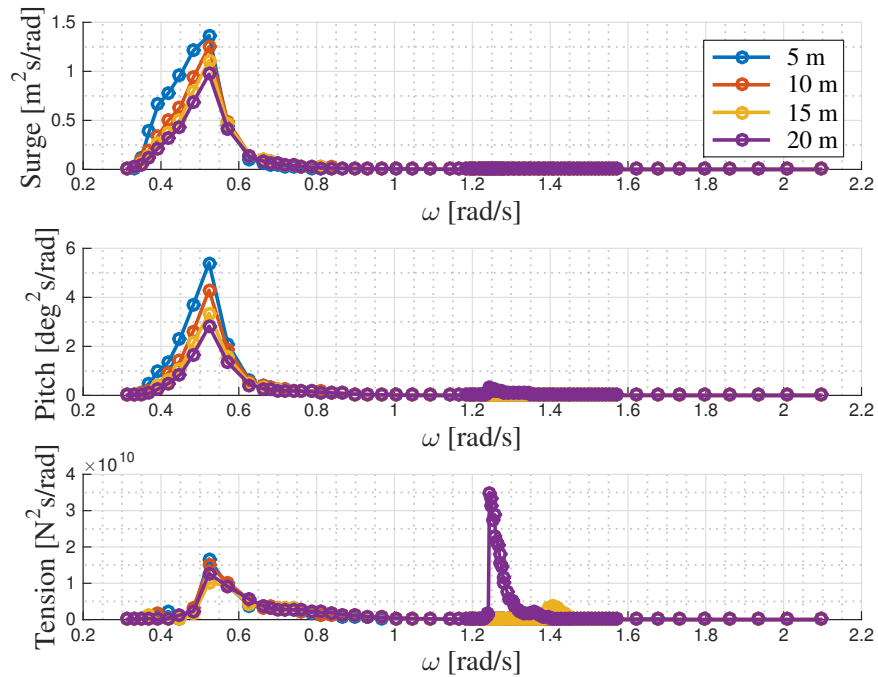 1.5
1
0.5
0
Surge [m²s/rad]
5 m
10 m
15 m
20 m
0.2 0.4 0.6 0.8 1 1.2 1.4 1.6 1.8 2 2.2
ω [rad/s]
6
4
2
0
Pitch [deg²s/rad]
0.2 0.4 0.6 0.8 1 1.2 1.4 1.6 1.8 2 2.2
ω [rad/s]
×10¹⁰
4
3
2
1
0
Tension [N²s/rad]
0.2 0.4 0.6 0.8 1 1.2 1.4 1.6 1.8 2 2.2
ω [rad/s]